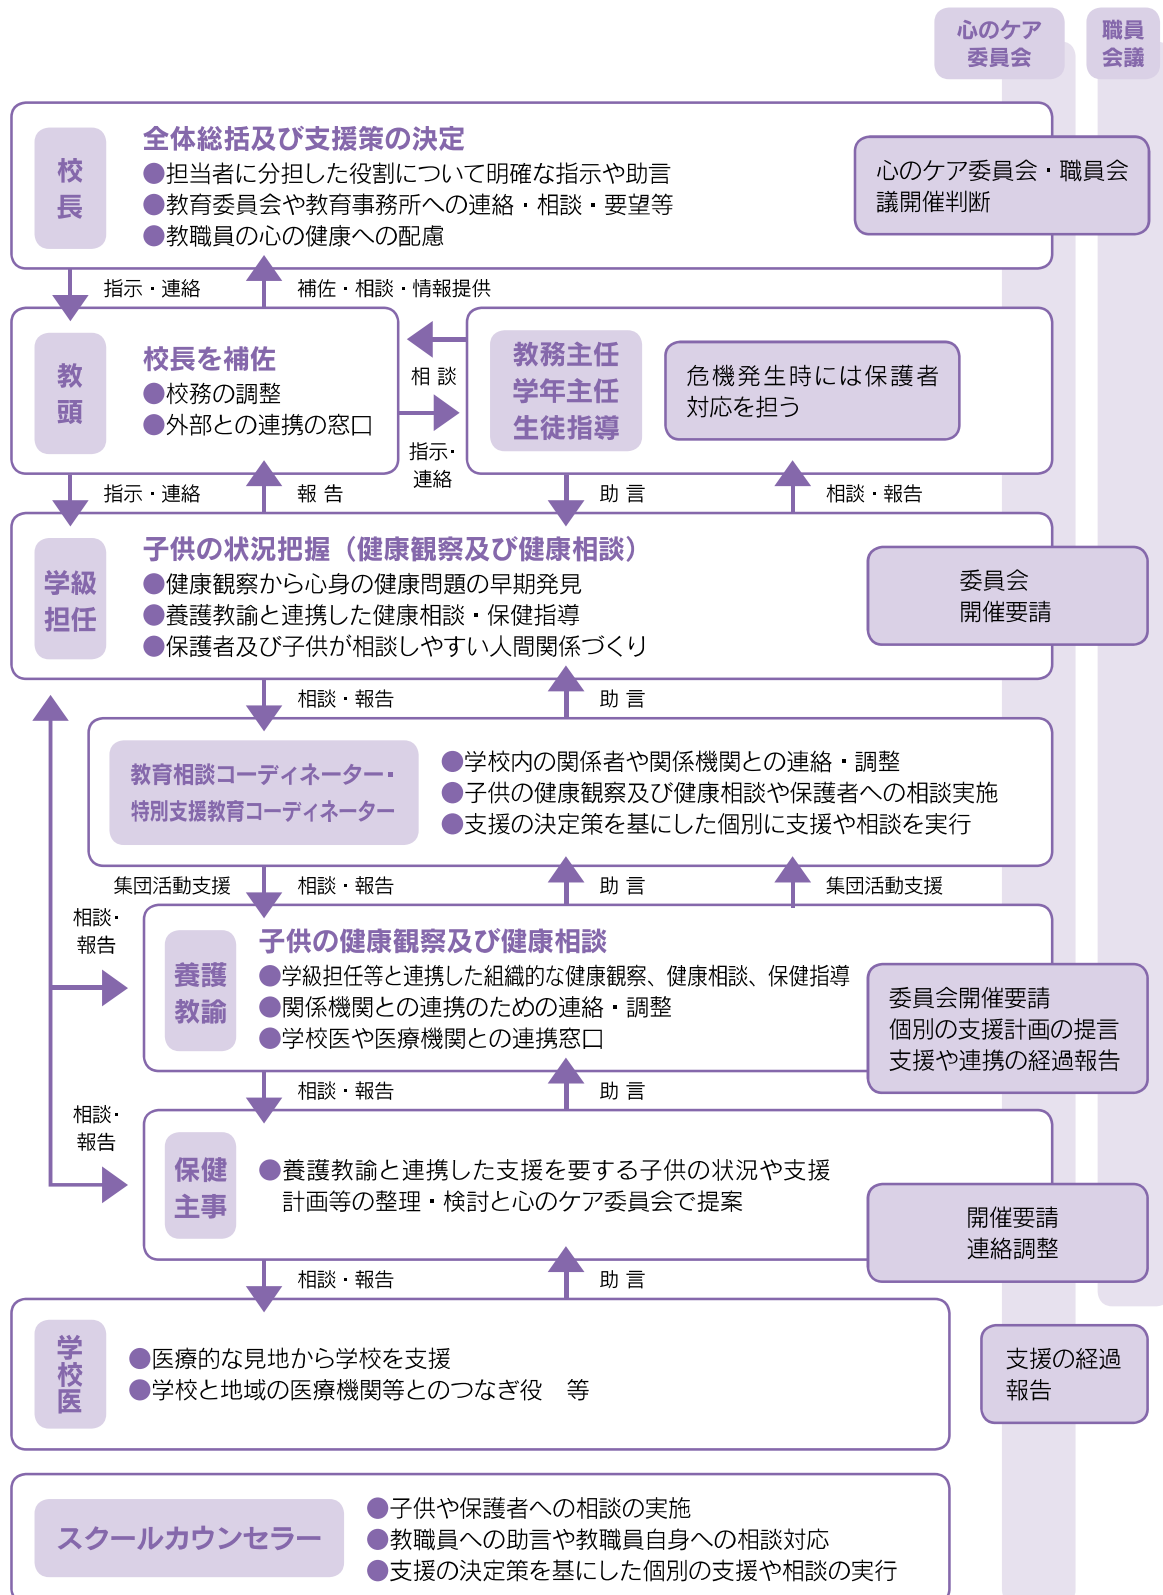 心のケア
委員会
職員
会議
校
長
全体総括及び支援策の決定
●担当者に分担した役割について明確な指示や助言
●教育委員会や教育事務所への連絡・相談・要望等
●教職員の心の健康への配慮
心のケア委員会・職員会
議開催判断
指示・連絡
補佐・相談・情報提供
教
頭
校長を補佐
●校務の調整
●外部との連携の窓口
相 談
指示・
連絡
教務主任
学年主任
生徒指導
危機発生時には保護者
対応を担う
指示・連絡
報 告
助 言
相談・報告
学級
担任
子供の状況把握（健康観察及び健康相談）
●健康観察から心身の健康問題の早期発見
●養護教諭と連携した健康相談・保健指導
●保護者及び子供が相談しやすい人間関係づくり
委員会
開催要請
相談・報告
助 言
教育相談コーディネーター・
特別支援教育コーディネーター
●学校内の関係者や関係機関との連絡・調整
●子供の健康観察及び健康相談や保護者への相談実施
●支援の決定策を基にした個別に支援や相談を実行
集団活動支援
相談・報告
助 言
集団活動支援
相談・
報告
養護
教諭
子供の健康観察及び健康相談
●学級担任等と連携した組織的な健康観察、健康相談、保健指導
●関係機関との連携のための連絡・調整
●学校医や医療機関との連携窓口
委員会開催要請
個別の支援計画の提言
支援や連携の経過報告
相談・報告
助 言
相談・
報告
保健
主事
●養護教諭と連携した支援を要する子供の状況や支援
計画等の整理・検討と心のケア委員会で提案
開催要請
連絡調整
相談・報告
助 言
学
校
医
●医療的な見地から学校を支援
●学校と地域の医療機関等とのつなぎ役　等
支援の経過
報告
スクールカウンセラー
●子供や保護者への相談の実施
●教職員への助言や教職員自身への相談対応
●支援の決定策を基にした個別の支援や相談の実行